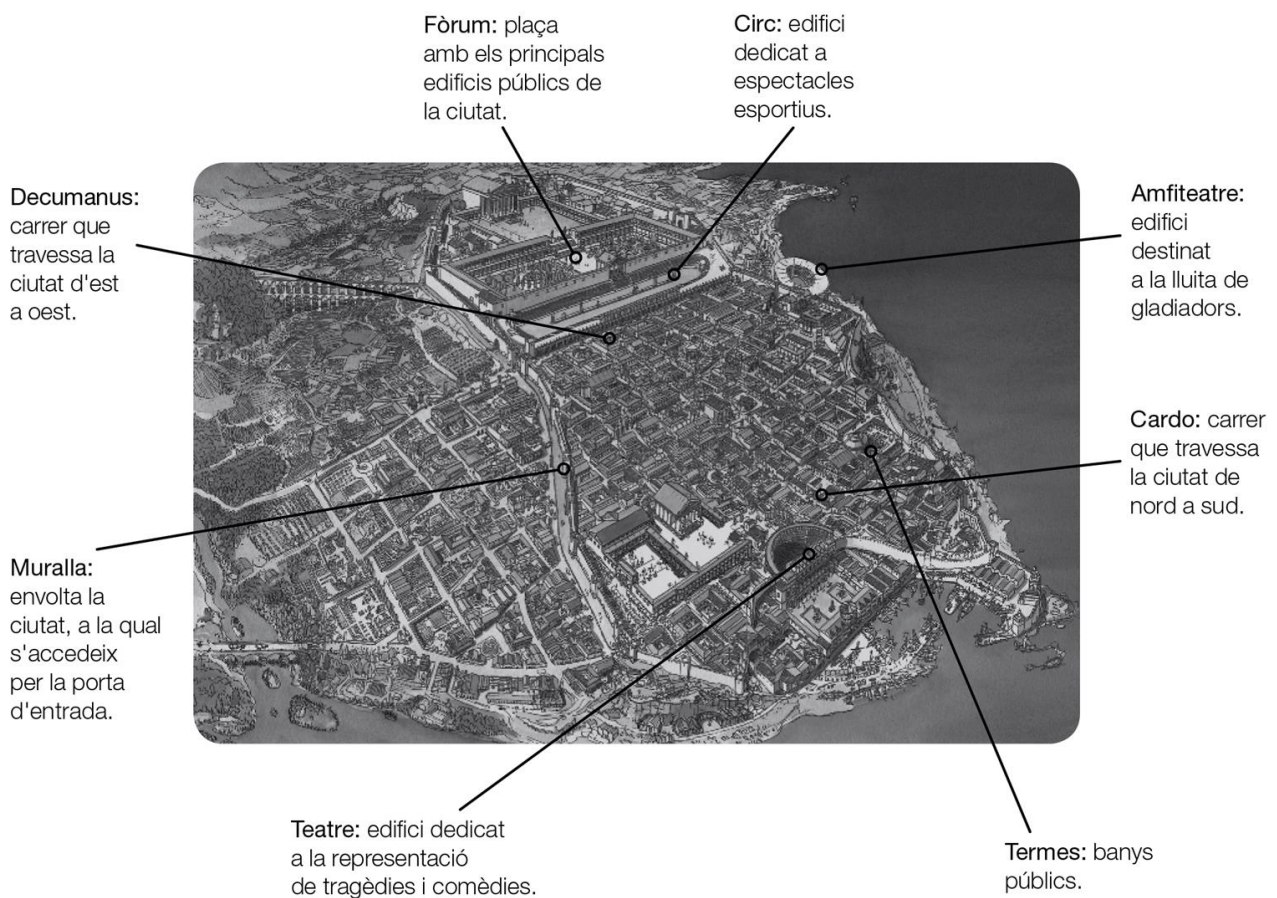 Fòrum: plaça
amb els principals
edificis públics de
la ciutat.
Circ: edifici
dedicat a
espectacles
esportius.
Decumanus:
carrer que
travessa la
ciutat d'est
a oest.
Amfiteatre:
edifici
destinat
a la lluita de
gladiadors.
Cardo: carrer
que travessa
la ciutat de
nord a sud.
Muralla:
envolta la
ciutat, a la qual
s'accedeix
per la porta
d'entrada.
Teatre: edifici dedicat
a la representació
de tragèdies i comèdies.
Termes: banys
públics.